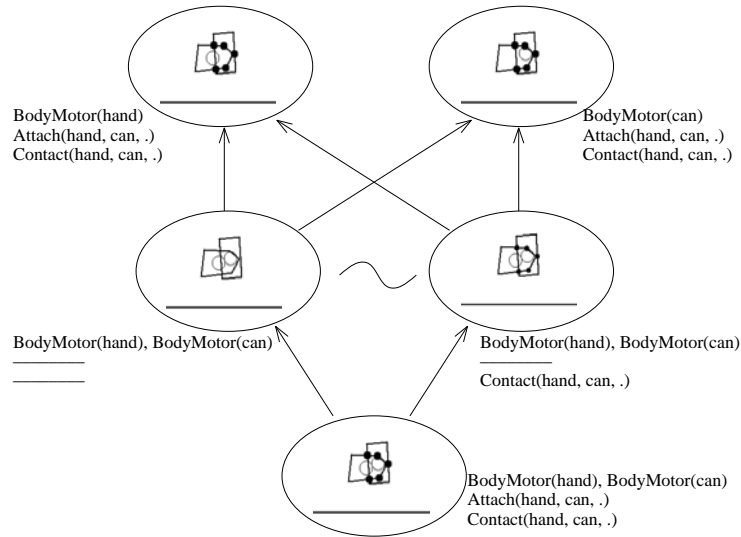 BodyMotor(hand)
Attach(hand, can, .)
Contact(hand, can, .)
BodyMotor(can)
Attach(hand, can, .)
Contact(hand, can, .)
BodyMotor(hand), BodyMotor(can)
BodyMotor(hand), BodyMotor(can)
Contact(hand, can, .)
BodyMotor(hand), BodyMotor(can)
Attach(hand, can, .)
Contact(hand, can, .)